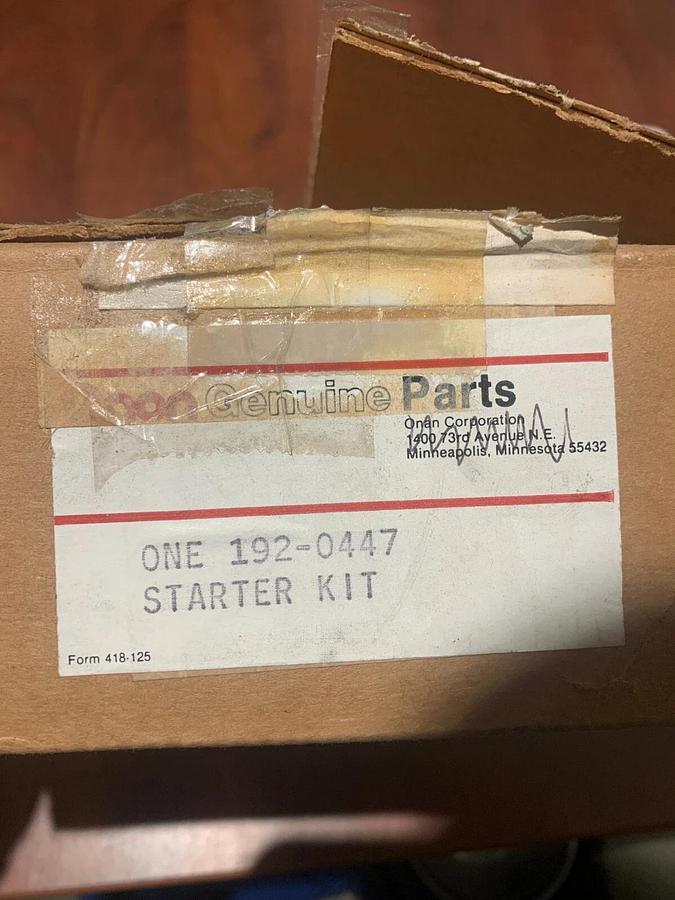 Genuine Parts
Onan Corporation
1400 73rd Avenue N.E.
Minneapolis, Minnesota 55432
ONE 192-0447
STARTER KIT
Form 418-125